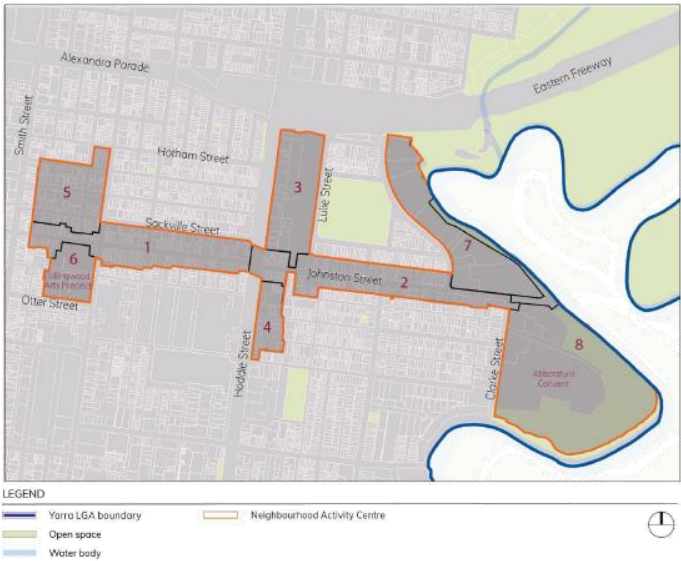 Alexandra Parade
Eastern Freeway
Smith Street
Hotham Street
5
3
Lulie Street
Sackville Street
1
7
6
Collingwood
Arts Precinct
Otter Street
Johnston Street
2
4
Hoddle Street
Clarke Street
8
Abbotsford
Convent
LEGEND
Yarra LGA boundary
Neighbourhood Activity Centre
Open space
Water body